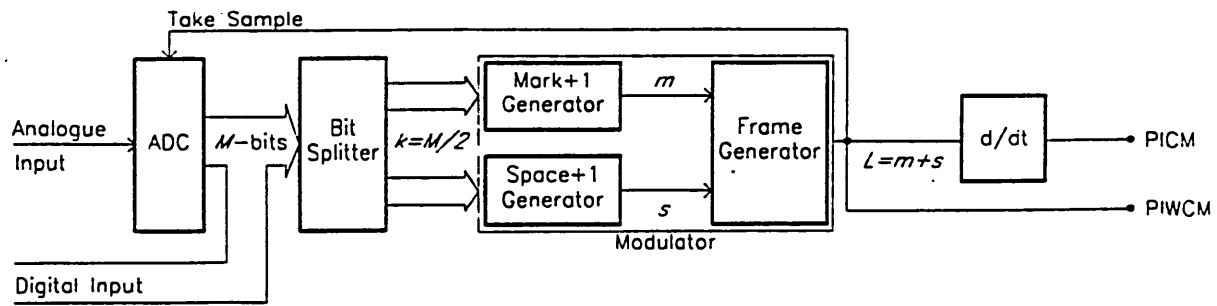 Take Sample
Analogue
Input
ADC
M-bits
Bit
Splitter
k=M/2
Mark+1
Generator
m
Space+1
Generator
s
Frame
Generator
Modulator
L=m+s
d/dt
PICM
PIWCM
Digital Input